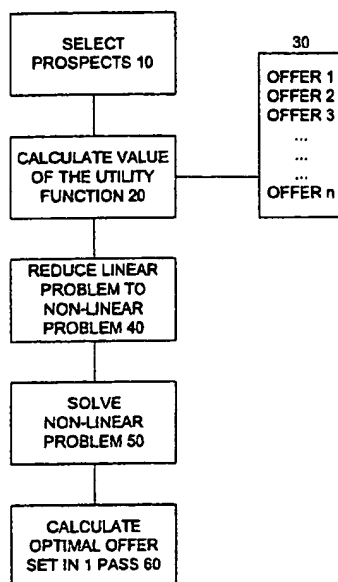 SELECT
PROSPECTS 10
30
OFFER 1
OFFER 2
OFFER 3
...
...
...
OFFER n
CALCULATE VALUE
OF THE UTILITY
FUNCTION 20
REDUCE LINEAR
PROBLEM TO
NON-LINEAR
PROBLEM 40
SOLVE
NON-LINEAR
PROBLEM 50
CALCULATE
OPTIMAL OFFER
SET IN 1 PASS 60